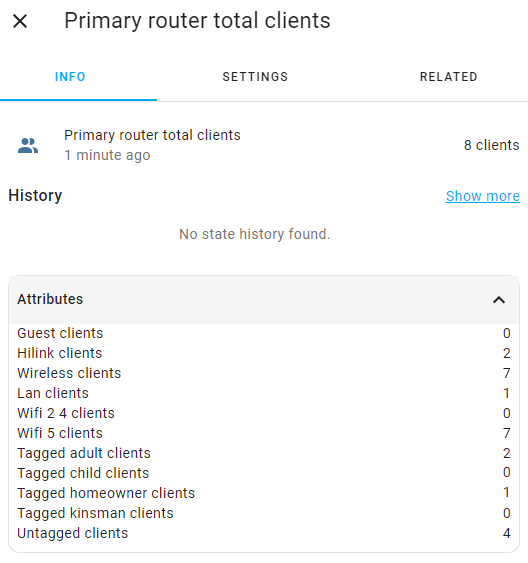 Primary router total clients
INFO
SETTINGS
RELATED
Primary router total clients
1 minute ago
8 clients
History
Show more
No state history found.
Attributes
Guest clients 0
Hilink clients 2
Wireless clients 7
Lan clients 1
Wifi 2 4 clients 0
Wifi 5 clients 7
Tagged adult clients 2
Tagged child clients 0
Tagged homeowner clients 1
Tagged kinsman clients 0
Untagged clients 4